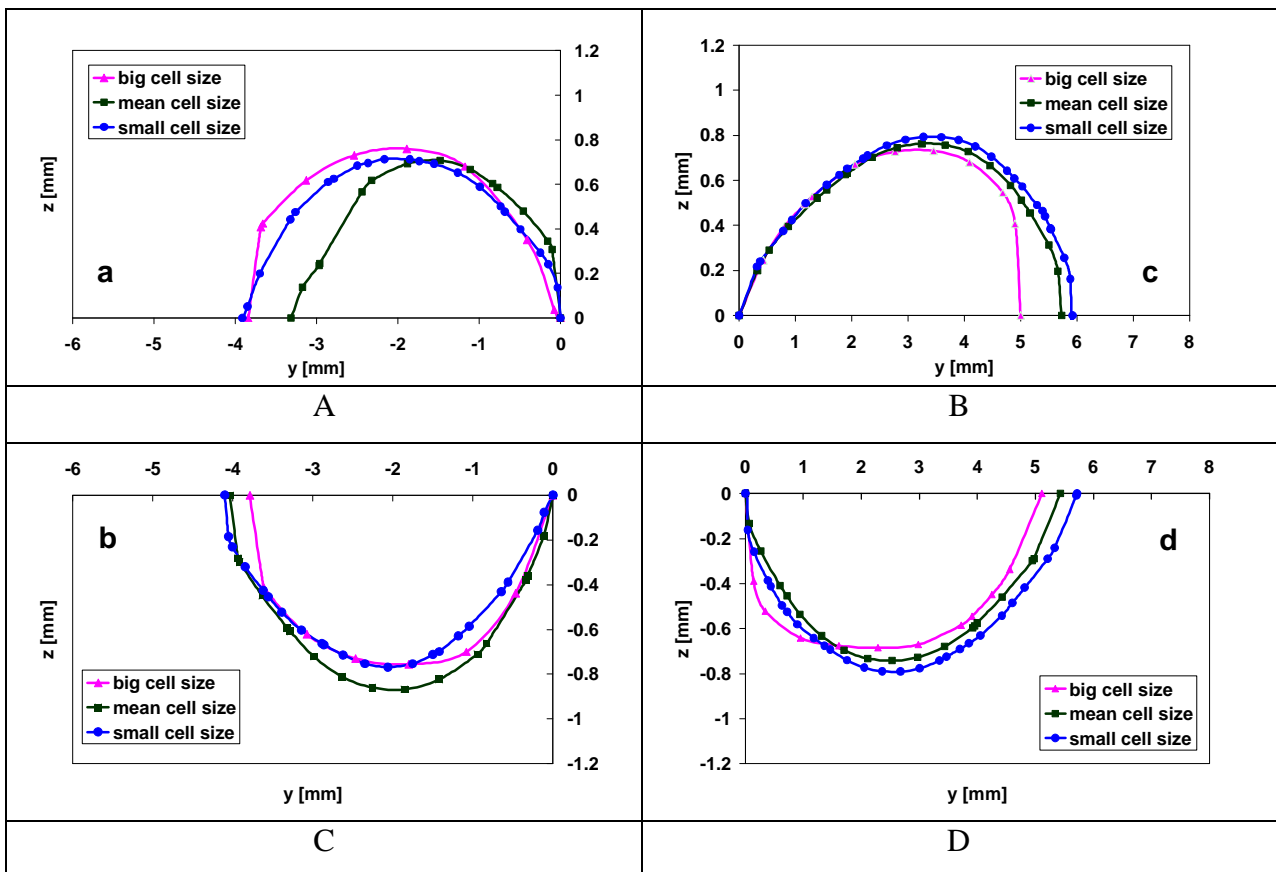 1.2
1
0.8
0.6
0.4
0.2
0
z [mm]
-6 -5 -4 -3 -2 -1 0
y [mm]
big cell size
mean cell size
small cell size
a
A
1.2
1
0.8
0.6
0.4
0.2
0
z [mm]
0 1 2 3 4 5 6 7 8
y [mm]
big cell size
mean cell size
small cell size
c
B
-6 -5 -4 -3 -2 -1 0
0
-0.2
-0.4
-0.6
-0.8
-1
-1.2
z [mm]
y [mm]
b
big cell size
mean cell size
small cell size
C
0 1 2 3 4 5 6 7 8
0
-0.2
-0.4
-0.6
-0.8
-1
-1.2
z [mm]
y [mm]
d
big cell size
mean cell size
small cell size
D